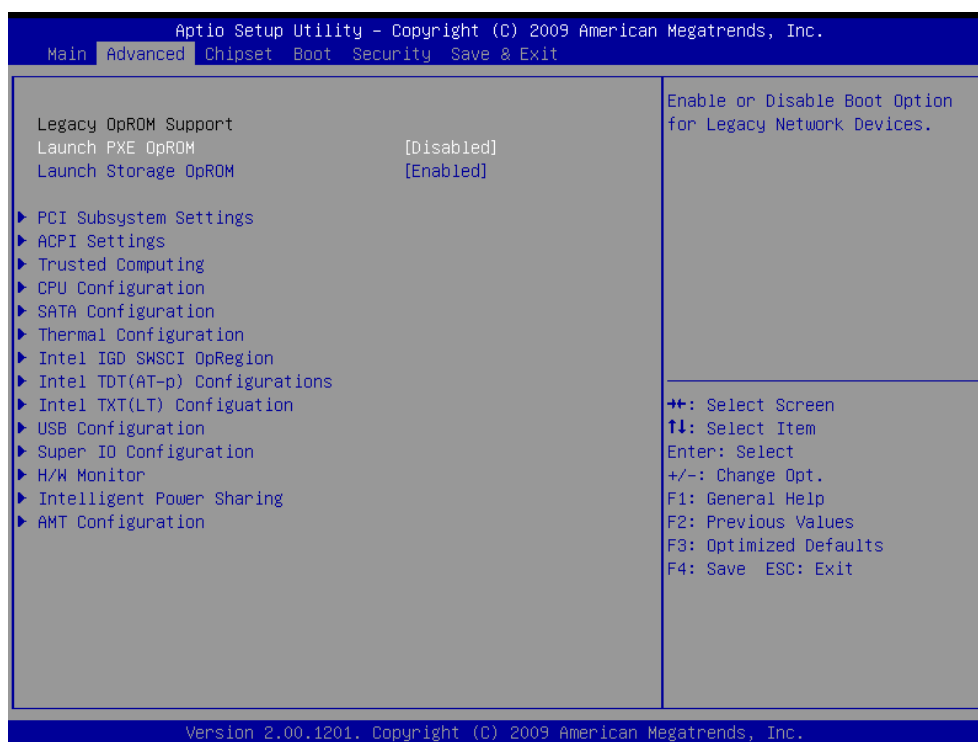 Aptio Setup Utility – Copyright (C) 2009 American Megatrends, Inc.
Main Advanced Chipset Boot Security Save & Exit
Legacy OpROM Support
Launch PXE OpROM [Disabled]
Launch Storage OpROM [Enabled]
▶ PCI Subsystem Settings
▶ ACPI Settings
▶ Trusted Computing
▶ CPU Configuration
▶ SATA Configuration
▶ Thermal Configuration
▶ Intel IGD SWSCI OpRegion
▶ Intel TDT(AT-p) Configurations
▶ Intel TXT(LT) Configuation
▶ USB Configuration
▶ Super IO Configuration
▶ H/W Monitor
▶ Intelligent Power Sharing
▶ AMT Configuration
Enable or Disable Boot Option
for Legacy Network Devices.
→←: Select Screen
↑↓: Select Item
Enter: Select
+/-: Change Opt.
F1: General Help
F2: Previous Values
F3: Optimized Defaults
F4: Save ESC: Exit
Version 2.00.1201. Copyright (C) 2009 American Megatrends, Inc.